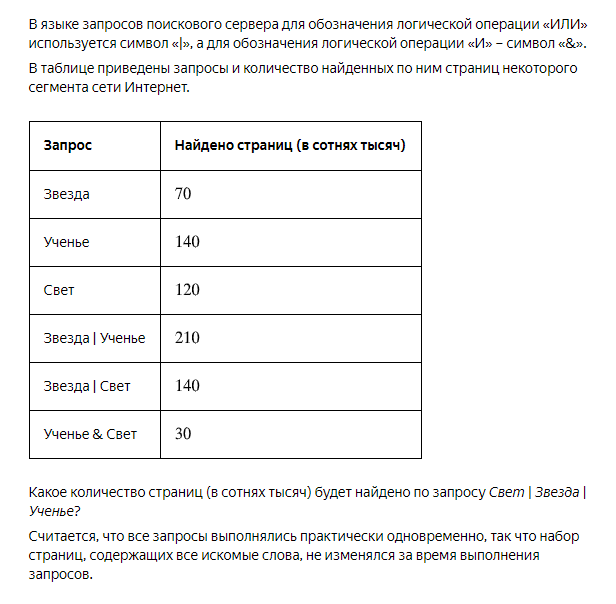 В языке запросов поискового сервера для обозначения логической операции «ИЛИ»
используется символ «|», а для обозначения логической операции «И» – символ «&».
В таблице приведены запросы и количество найденных по ним страниц некоторого
сегмента сети Интернет.
Запрос Найдено страниц (в сотнях тысяч)
Звезда 70
Ученье 140
Свет 120
Звезда | Ученье 210
Звезда | Свет 140
Ученье & Свет 30
Какое количество страниц (в сотнях тысяч) будет найдено по запросу Свет | Звезда |
Ученье?
Считается, что все запросы выполнялись практически одновременно, так что набор
страниц, содержащих все искомые слова, не изменялся за время выполнения
запросов.